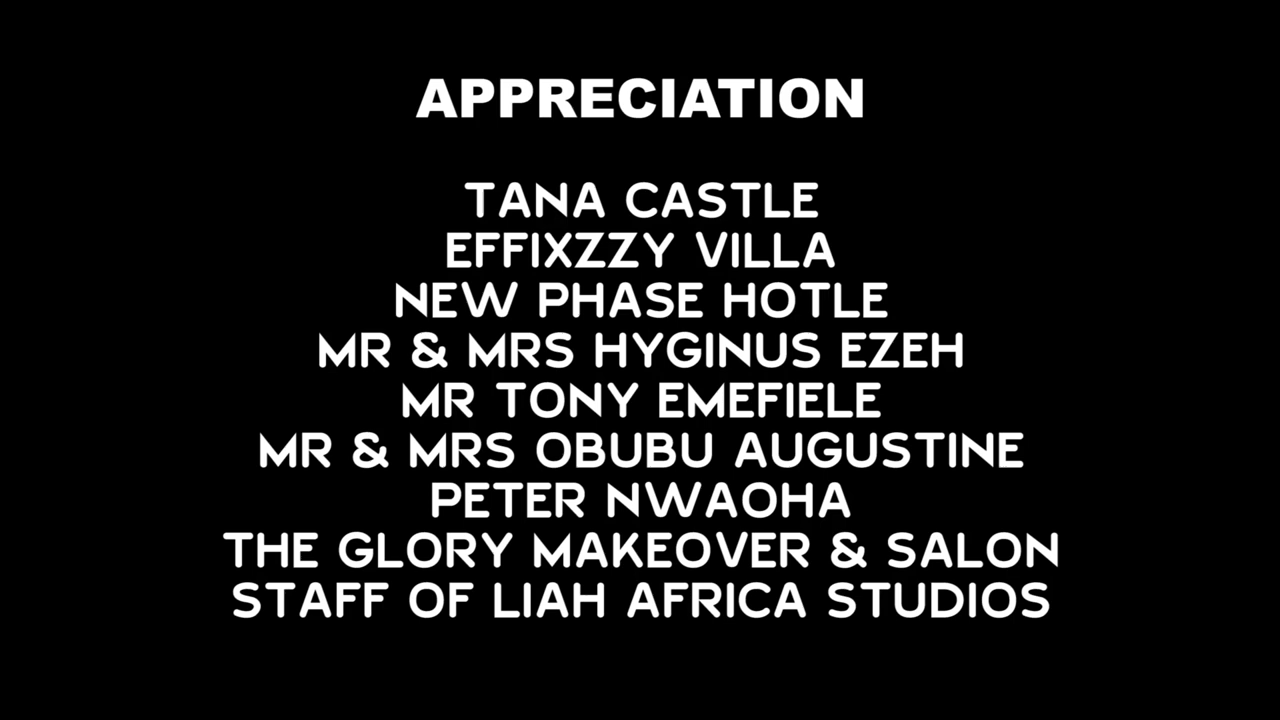 APPRECIATION
TANA CASTLE
EFFIXZZY VILLA
NEW PHASE HOTLE
MR & MRS HYGINUS EZEH
MR TONY EMEFIELE
MR & MRS OBUBU AUGUSTINE
PETER NWAOHA
THE GLORY MAKEOVER & SALON
STAFF OF LIAH AFRICA STUDIOS